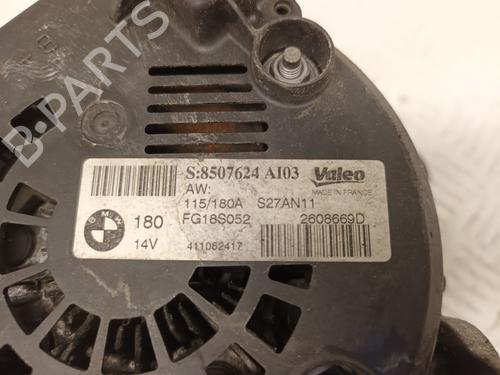 B-PARTS
S:8507624 AI03
Valeo
AW:
MADE IN FRANCE
115/180A S27AN11
BMW
180
FG18S052
2608669D
14V
411062417